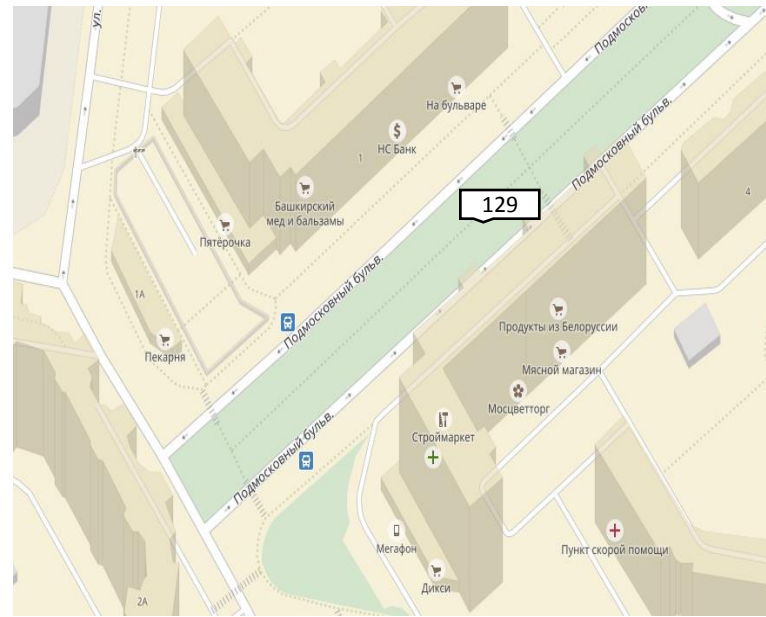 ул.
Подмосковный
На бульваре
$
НС Банк
1
Подмосковный бульв.
4
Башкирский
мед и бальзамы
129
Пятёрочка
Подмосковный бульв.
1А
Пекарня
Продукты из Белоруссии
Мясной магазин
Мосцветторг
Строймаркет
Подмосковный бульв.
Мегафон
Пункт скорой помощи
Дикси
2А